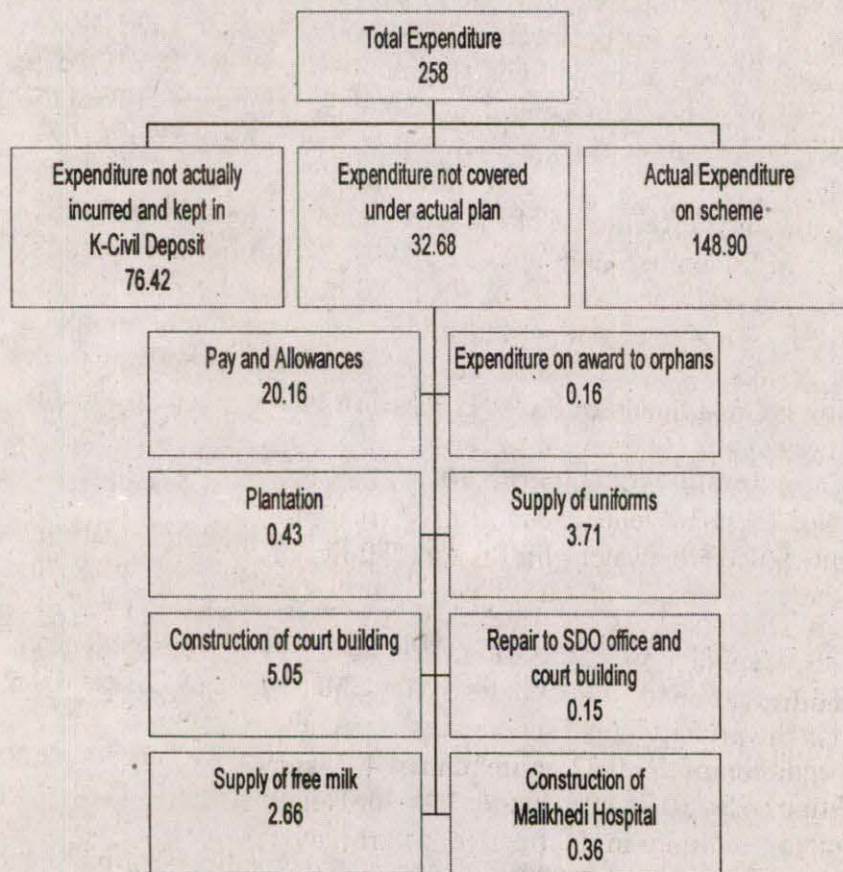 Total Expenditure
258
Expenditure not actually
incurred and kept in
K-Civil Deposit
76.42
Expenditure not covered
under actual plan
32.68
Actual Expenditure
on scheme
148.90
Pay and Allowances
20.16
Expenditure on award to orphans
0.16
Plantation
0.43
Supply of uniforms
3.71
Construction of court building
5.05
Repair to SDO office and
court building
0.15
Supply of free milk
2.66
Construction of
Malikhedi Hospital
0.36